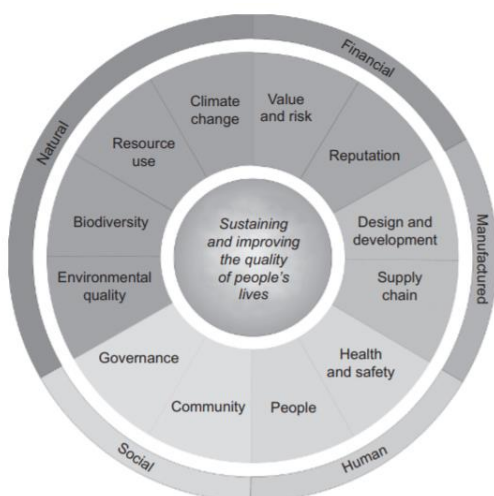 Financial
Natural
Manufactured
Social
Human
Climate
change
Value
and risk
Resource
use
Reputation
Biodiversity
Design and
development
Environmental
quality
Supply
chain
Governance
Health
and safety
Community
People
Sustaining
and improving
the quality
of people's
lives